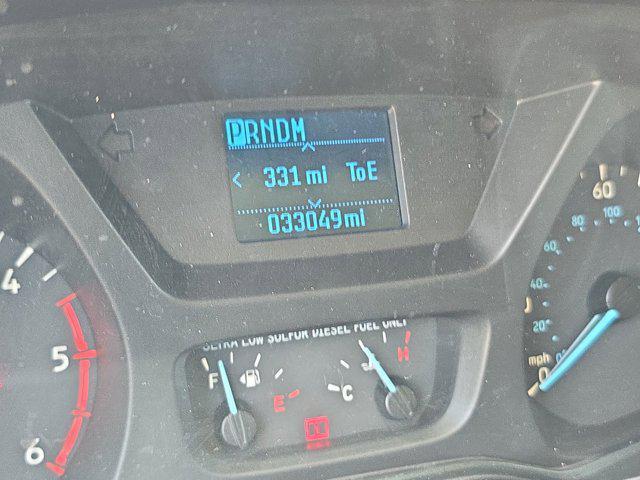 PRNDM
< 331 mi ToE
033049mi
ULTRA LOW SULFUR DIESEL FUEL ONLY
F
E
C
H
4
5
6
60
100
80
60
40
20
mph
0